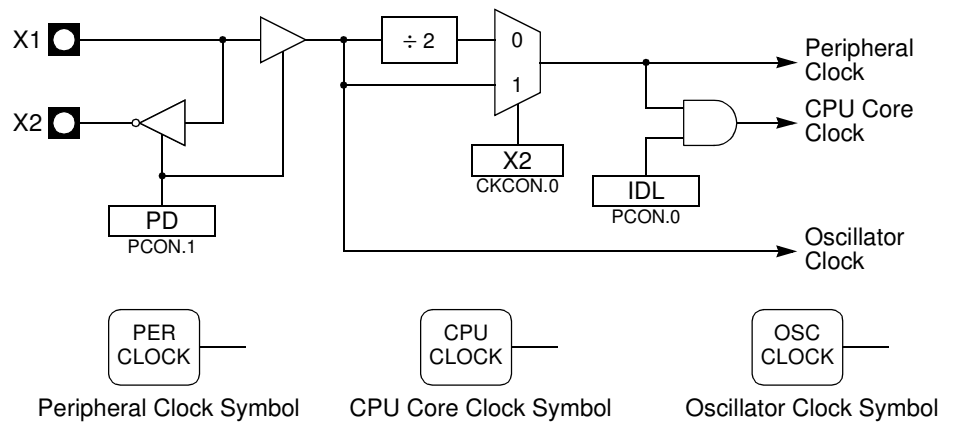 X1
÷ 2
0
1
Peripheral
Clock
X2
CPU Core
Clock
X2
CKCON.0
IDL
PCON.0
PD
PCON.1
Oscillator
Clock
PER
CLOCK
CPU
CLOCK
OSC
CLOCK
Peripheral Clock Symbol
CPU Core Clock Symbol
Oscillator Clock Symbol